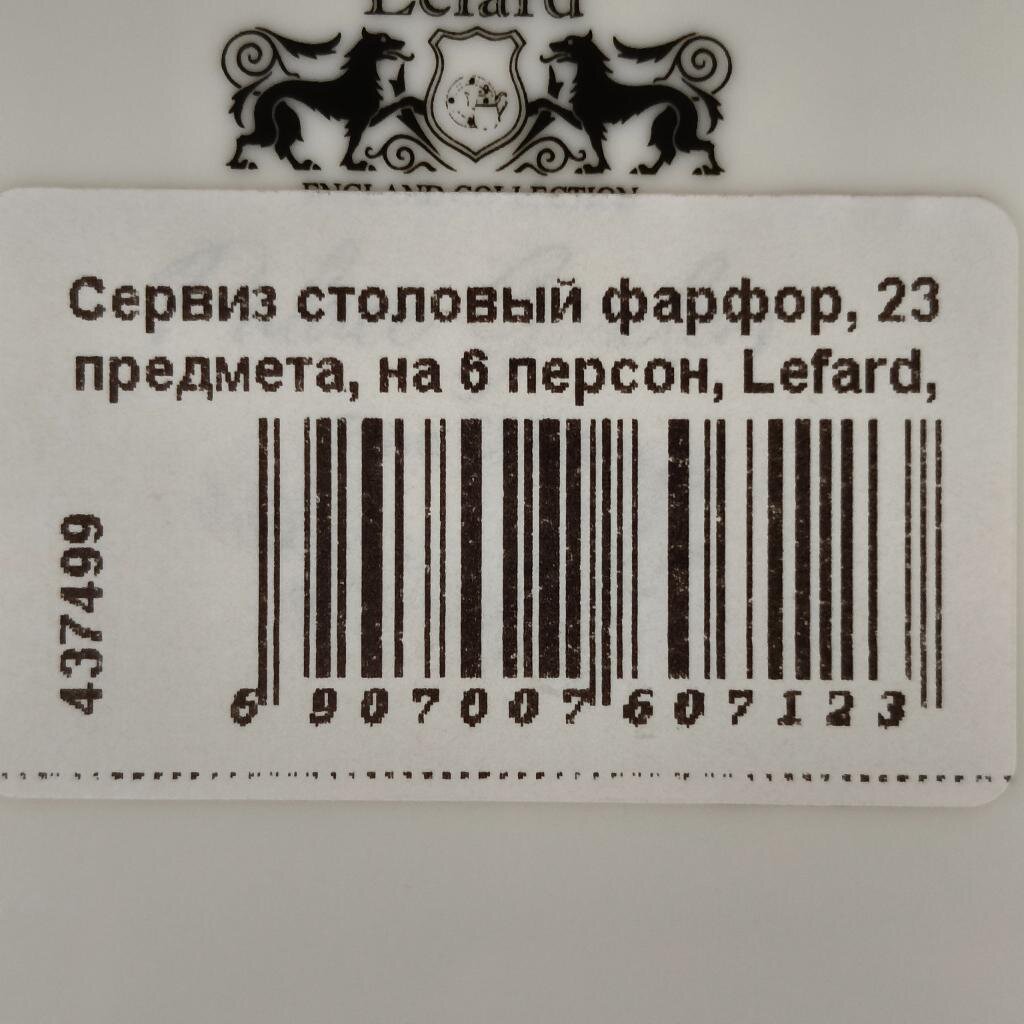 Lefard
ENGLAND COLLECTION
Сервиз столовый фарфор, 23
предмета, на 6 персон, Lefard,
437499
6 907007 607123